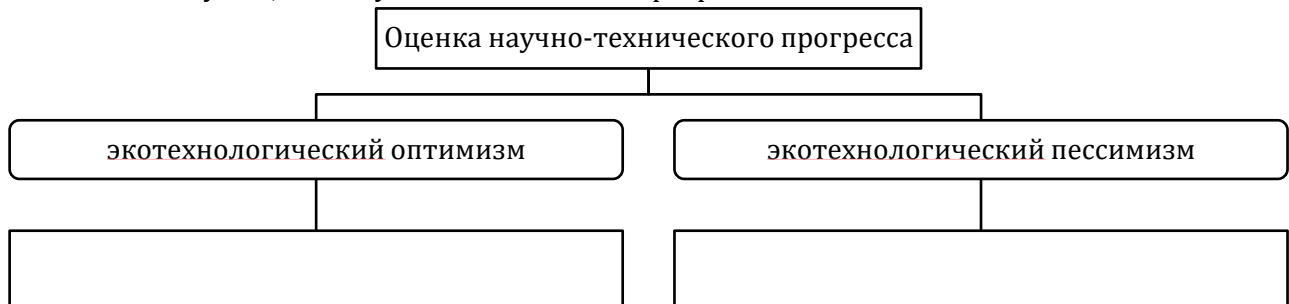 Оценка научно-технического прогресса
экотехнологический оптимизм
экотехнологический пессимизм